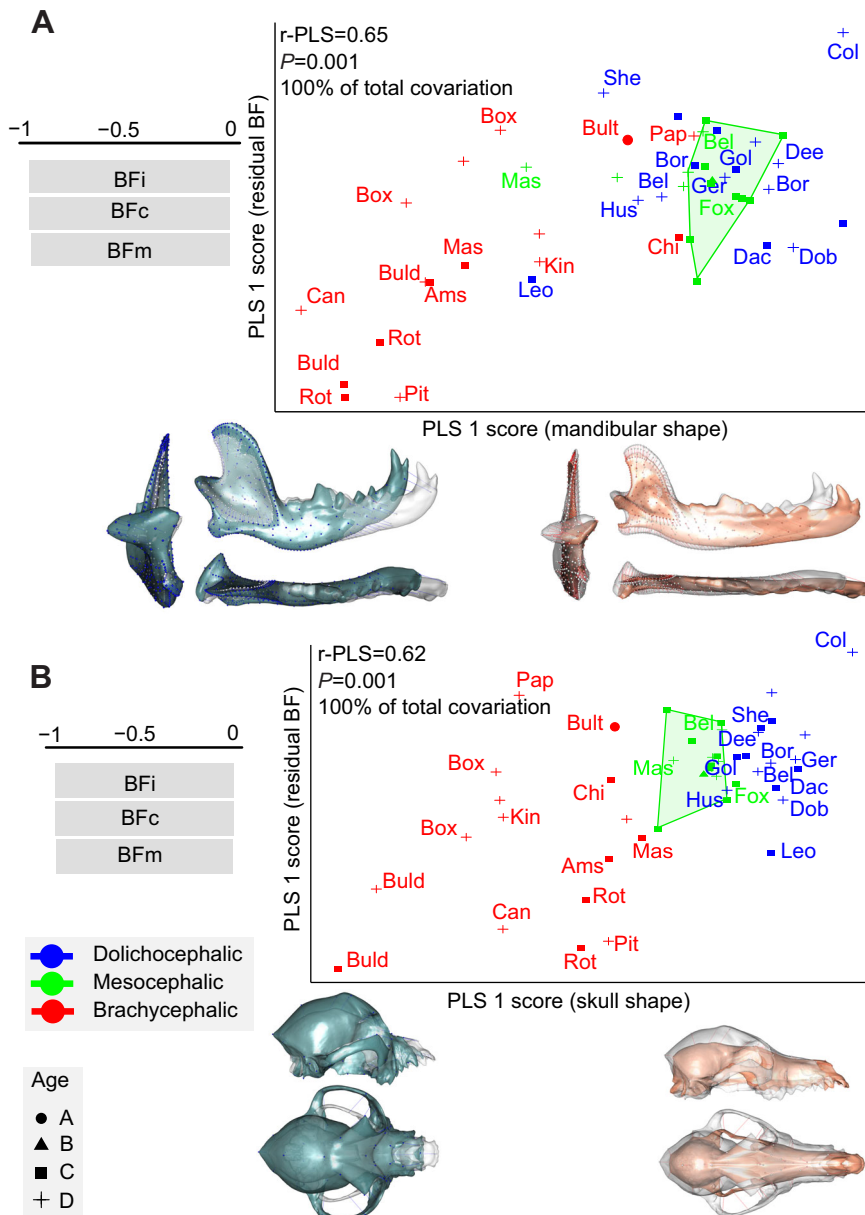 A
r-PLS=0.65
P=0.001
100% of total covariation
−1 −0.5 0
BFi
BFc
BFm
PLS 1 score (residual BF)
Col
She
Box
Bult
Pap
Bel
Dee
Bor
Gol
Mas
Bel
Ger
Bor
Box
Hus
Fox
Mas
Chi
Dac
Dob
Buld
Kin
Can
Ams
Leo
Rot
Buld
Rot
Pit
PLS 1 score (mandibular shape)
B
r-PLS=0.62
P=0.001
100% of total covariation
−1 −0.5 0
BFi
BFc
BFm
PLS 1 score (residual BF)
Col
Pap
Bult
Bel
She
Dee
Bor
Ger
Box
Mas
Gol
Bel
Chi
Dac
Hus
Fox
Dob
Kin
Box
Mas
Leo
Ams
Buld
Rot
Can
Pit
Rot
Buld
PLS 1 score (skull shape)
Dolichocephalic
Mesocephalic
Brachycephalic
Age
A
B
C
D